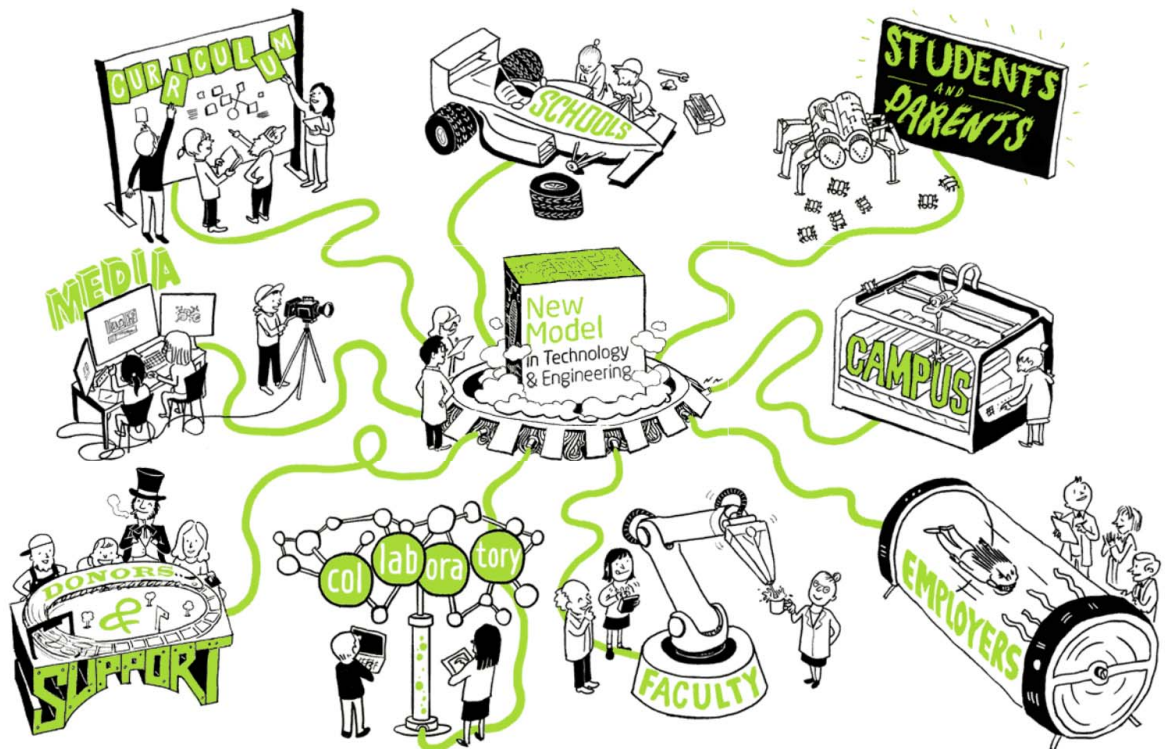 CURRICULUM
SCHOOLS
STUDENTS
AND
PARENTS
MEDIA
New
Model
in Technology
& Engineering
CAMPUS
DONORS
&
SUPPORT
col lab ora tory
FACULTY
EMPLOYERS